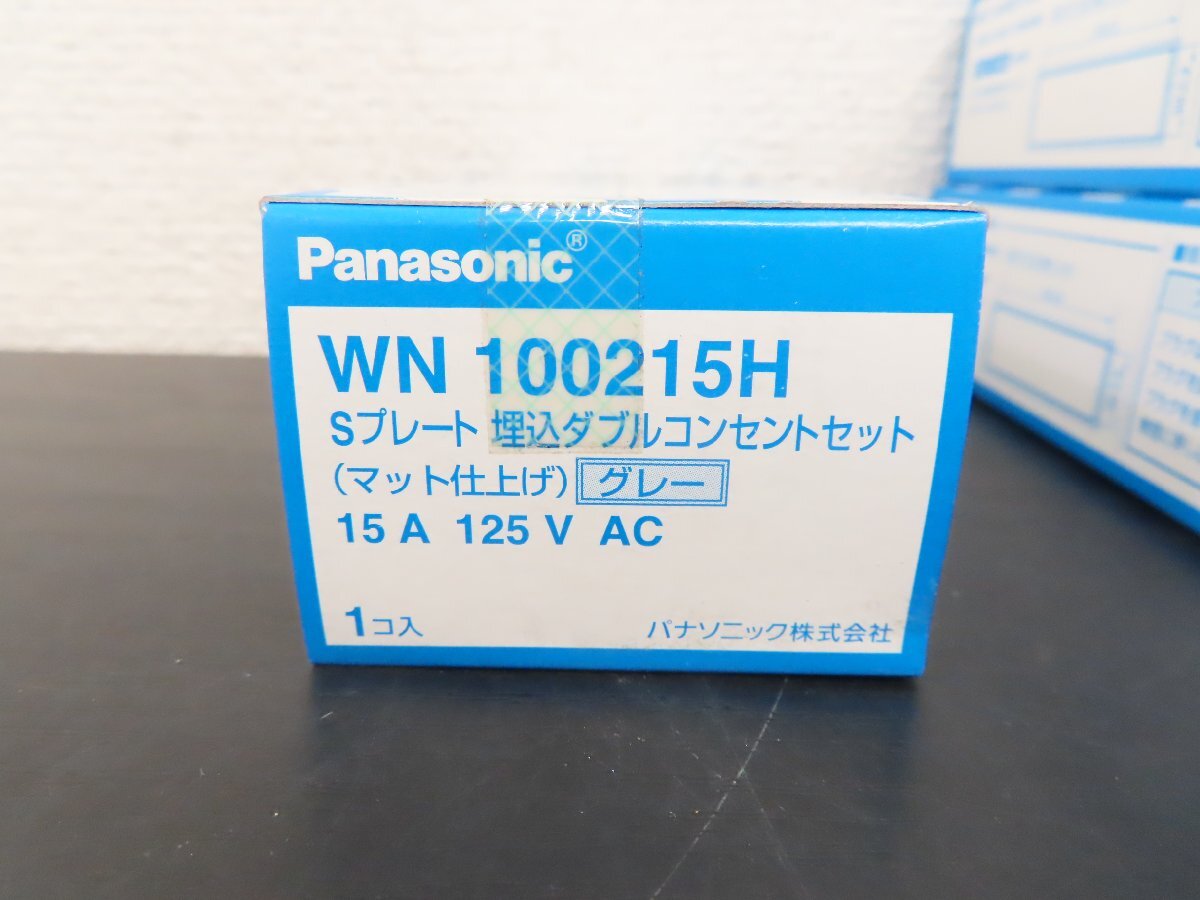 Panasonic®
WN 100215H
Sプレート 埋込ダブルコンセントセット
(マット仕上げ) グレー
15 A 125 V AC
1コ入
パナソニック株式会社